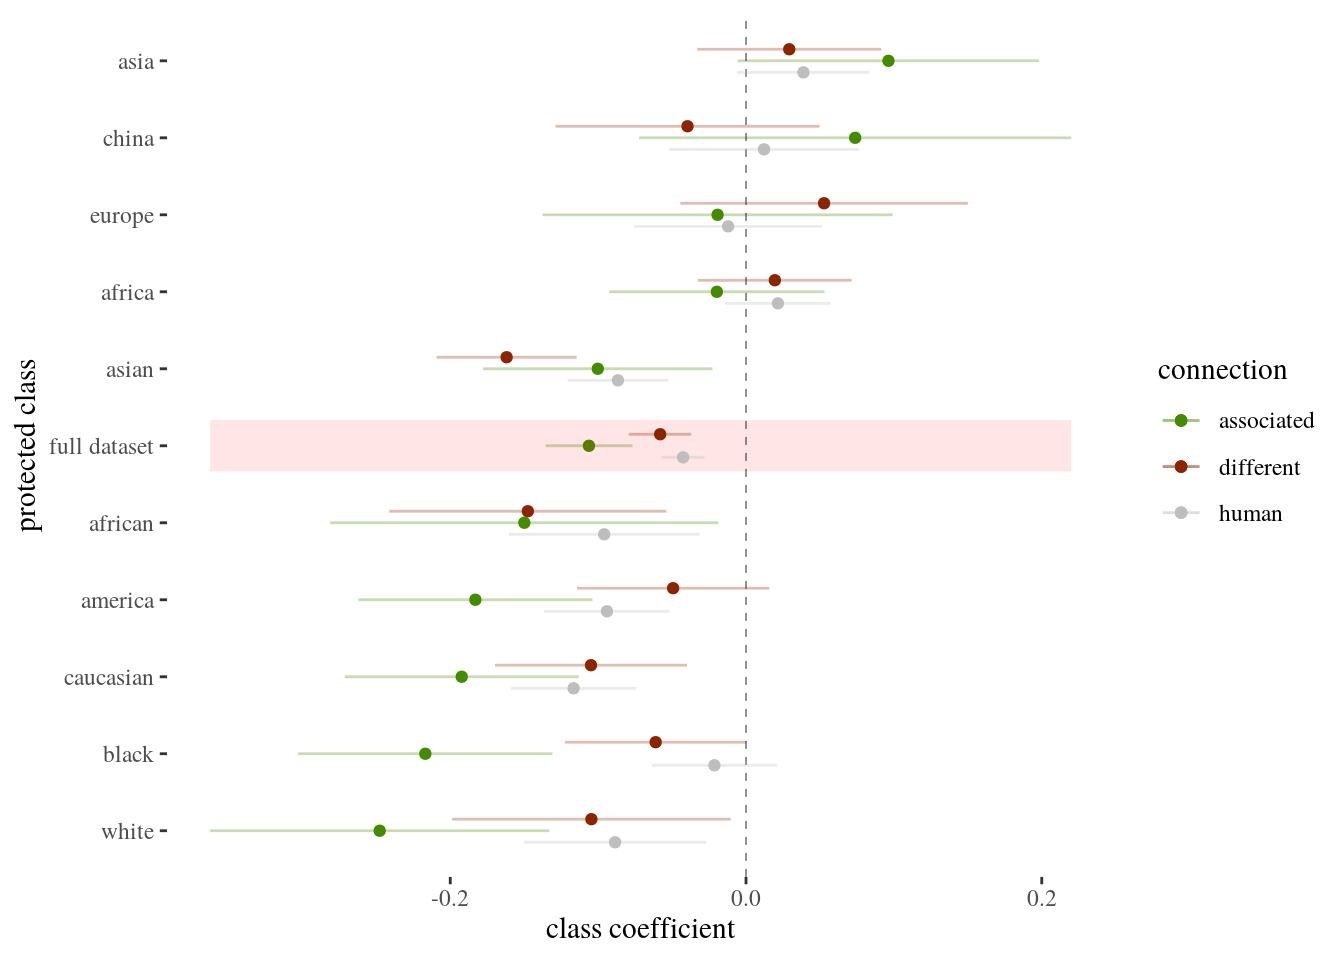 protected class
asia
china
europe
africa
asian
full dataset
african
america
caucasian
black
white
-0.2
0.0
0.2
class coefficient
connection
associated
different
human